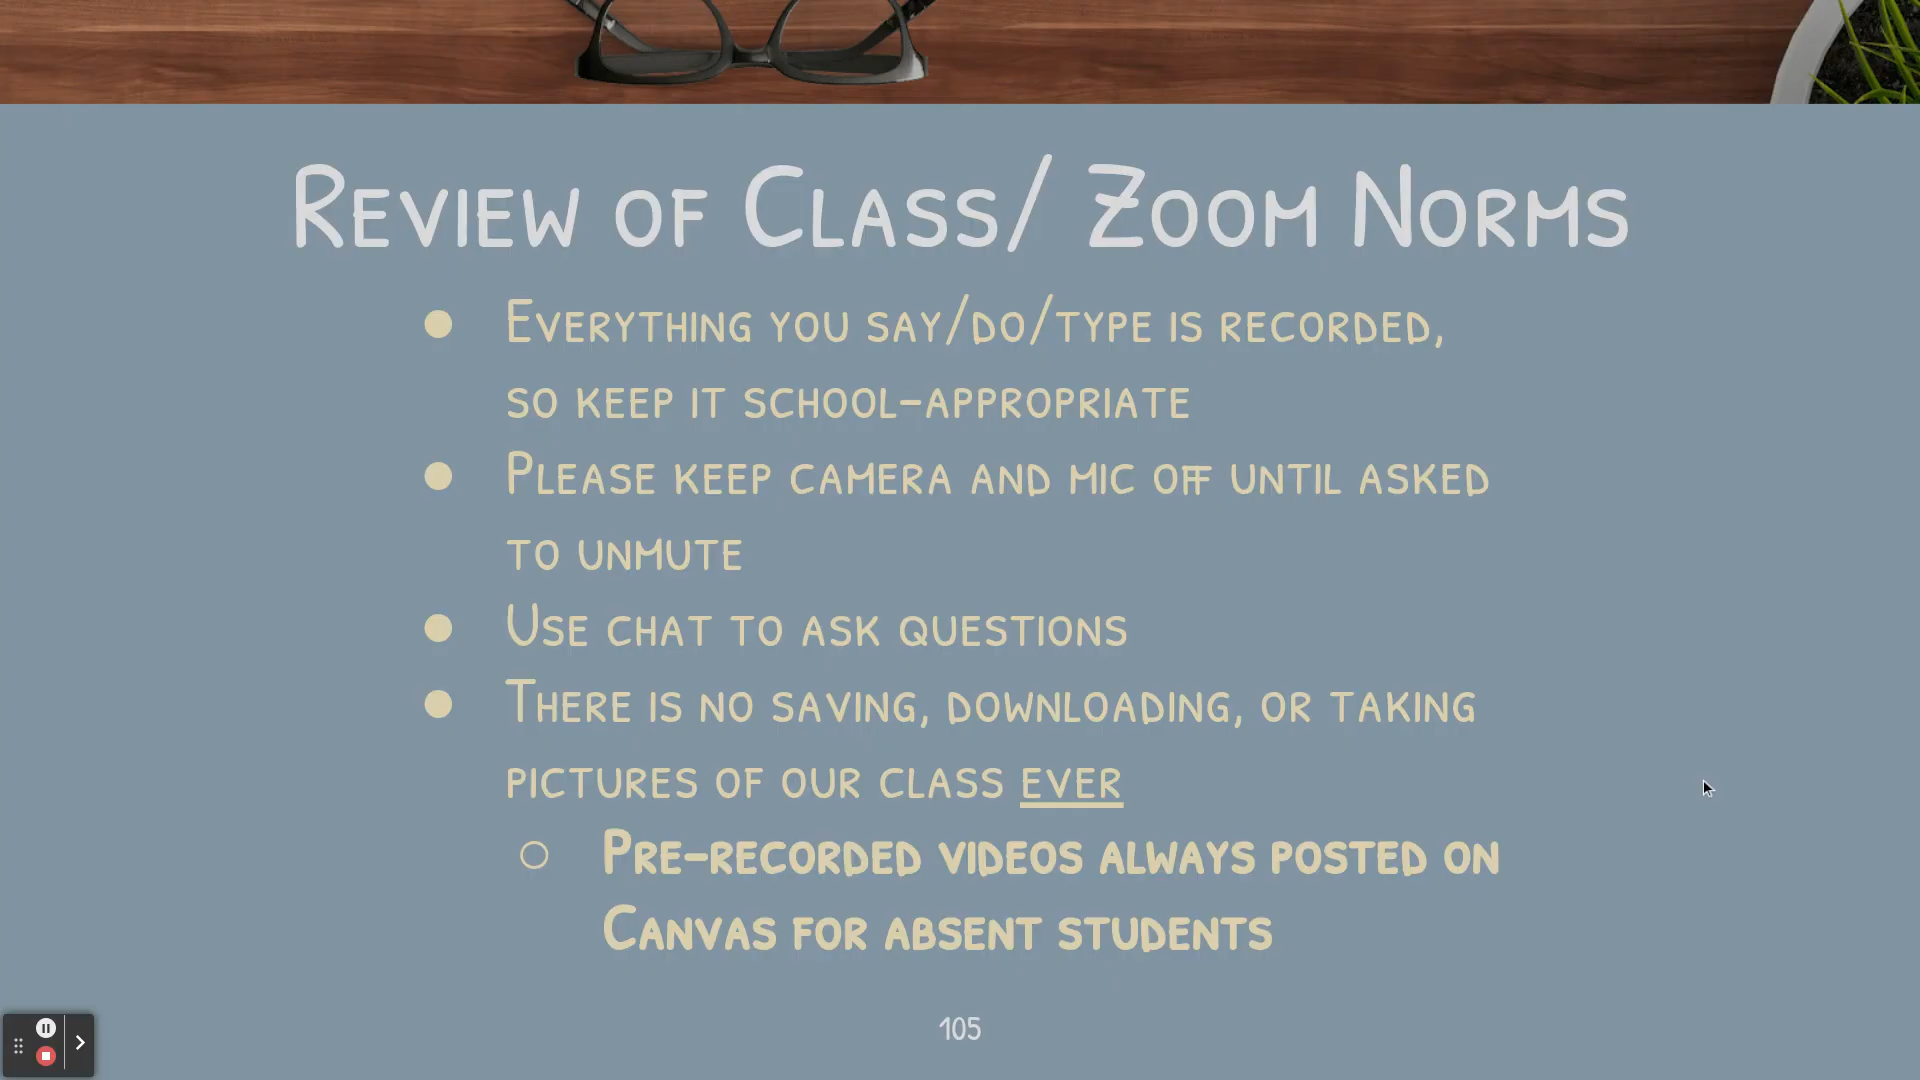 Review of Class/ Zoom Norms
● Everything you say/do/type is recorded,
so keep it school-appropriate
● Please keep camera and mic off until asked
to unmute
● Use chat to ask questions
● There is no saving, downloading, or taking
pictures of our class ever
○ Pre-recorded videos always posted on
Canvas for absent students
105